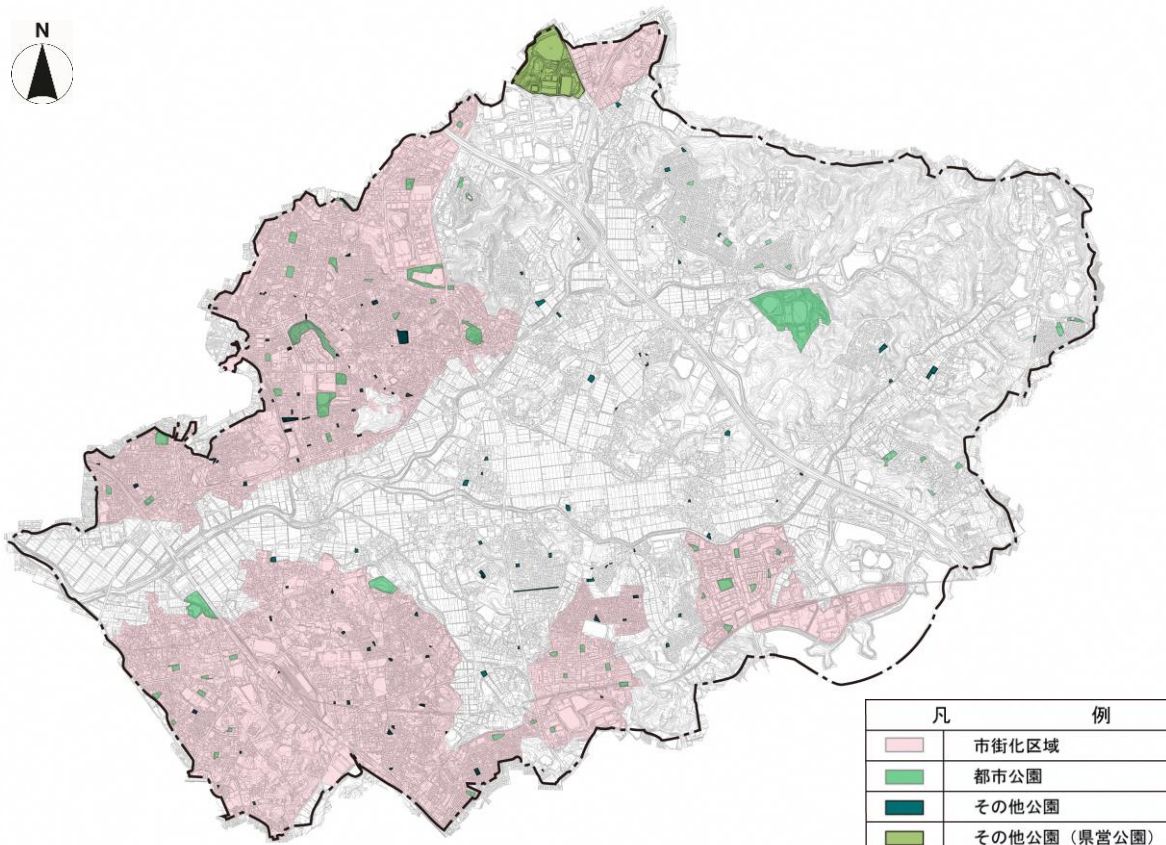 N
凡 例
市街化区域
都市公園
その他公園
その他公園（県営公園）